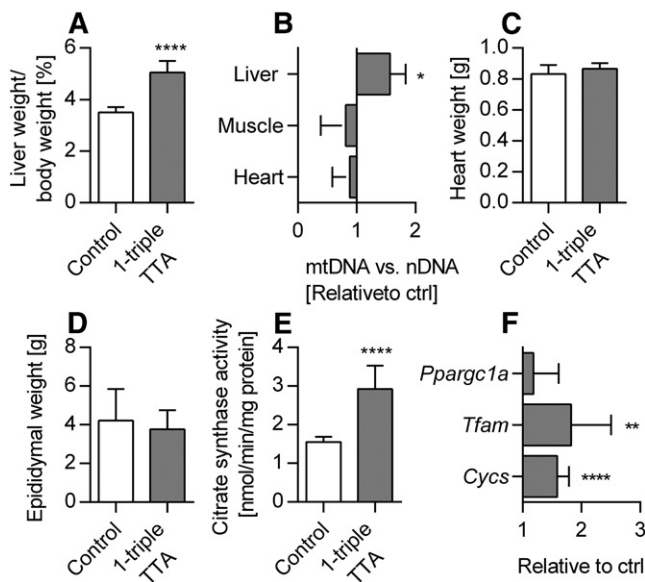 A
Liver weight/
body weight [%]
6
4
2
0
****
Control
1-triple
TTA
B
Liver
Muscle
Heart
*
0
1
2
mtDNA vs. nDNA
[Relativeto ctrl]
C
Heart weight [g]
1.0
0.8
0.6
0.4
0.2
0.0
Control
1-triple
TTA
D
Epididymal weight [g]
8
6
4
2
0
Control
1-triple
TTA
E
Citrate synthase activity
[nmol/min/mg protein]
4
3
2
1
0
****
Control
1-triple
TTA
F
Ppargc1a
Tfam
Cycs
**
****
1
2
3
Relative to ctrl